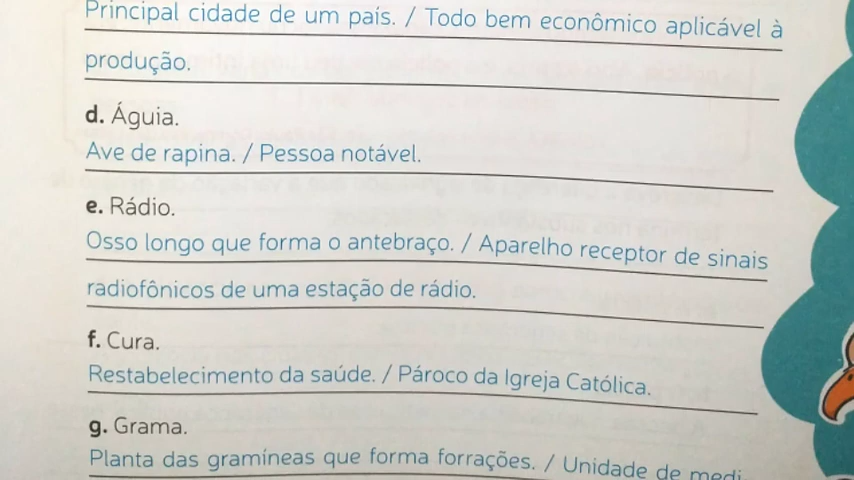 Principal cidade de um país. / Todo bem econômico aplicável à
produção.
d. Águia.
Ave de rapina. / Pessoa notável.
e. Rádio.
Osso longo que forma o antebraço. / Aparelho receptor de sinais
radiofônicos de uma estação de rádio.
f. Cura.
Restabelecimento da saúde. / Pároco da Igreja Católica.
g. Grama.
Planta das gramíneas que forma forrações. / Unidade de medi